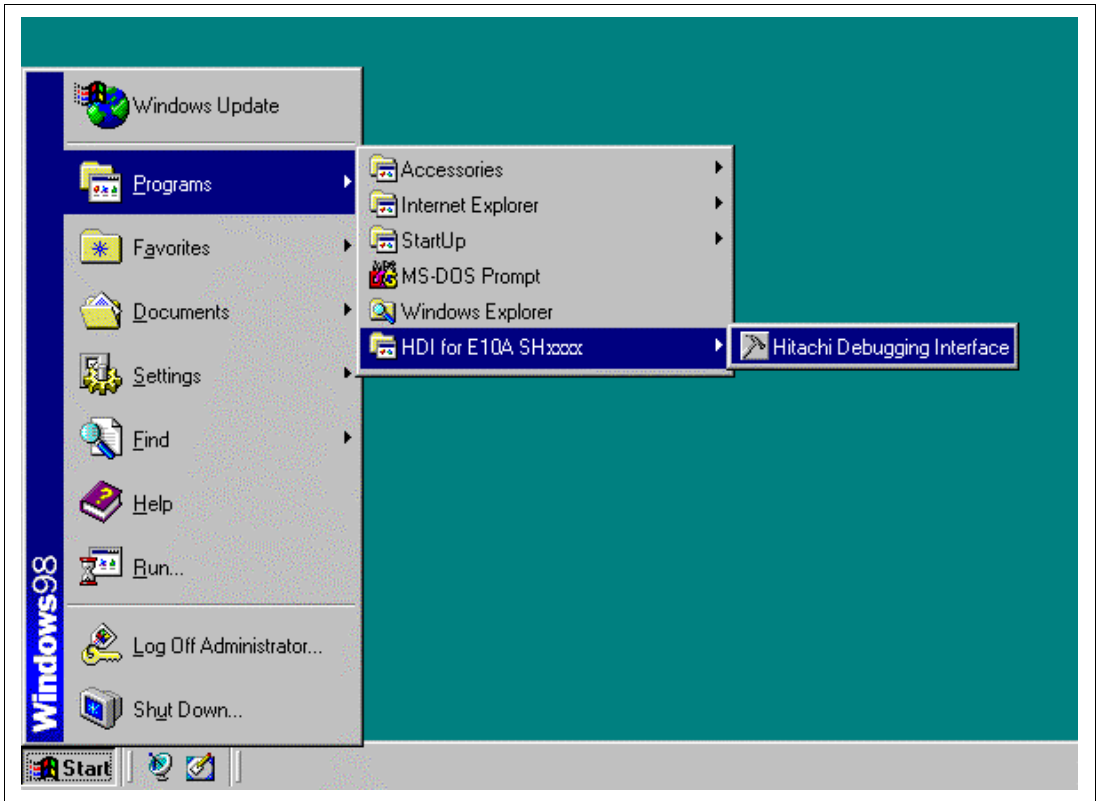 Windows Update
Programs
Favorites
Documents
Settings
Find
Help
Run...
Log Off Administrator...
Shut Down...
Windows98
Accessories
Internet Explorer
StartUp
MS-DOS Prompt
Windows Explorer
HDI for E10A SHxxxx
Hitachi Debugging Interface
Start